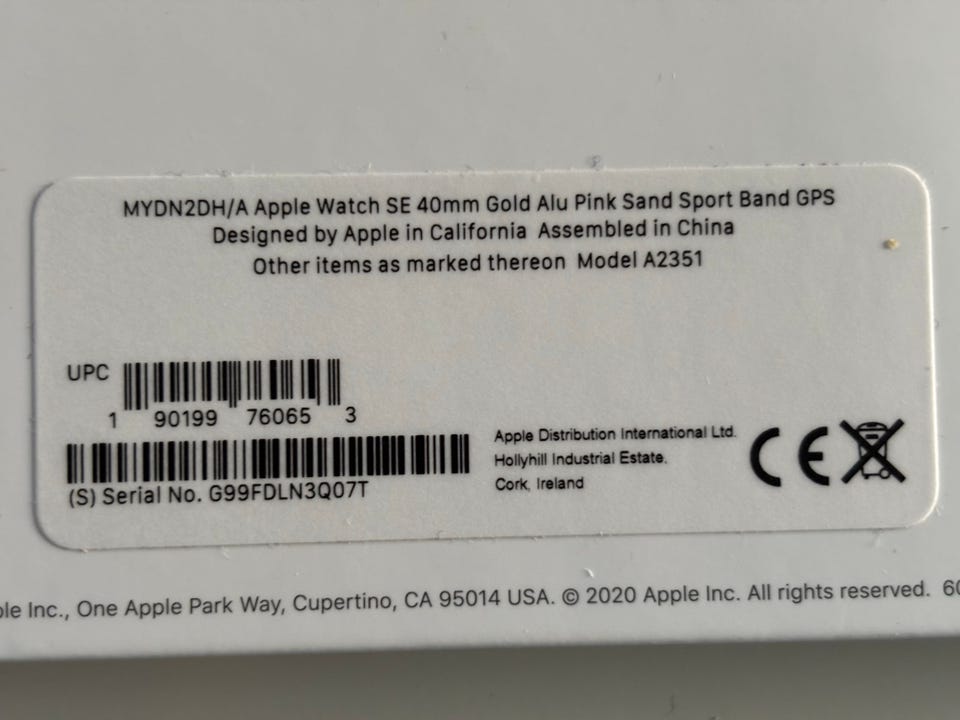 MYDN2DH/A Apple Watch SE 40mm Gold Alu Pink Sand Sport Band GPS
Designed by Apple in California Assembled in China
Other items as marked thereon Model A2351
UPC
1 90199 76065 3
(S) Serial No. G99FDLN3Q07T
Apple Distribution International Ltd.
Hollyhill Industrial Estate,
Cork, Ireland
CE
ple Inc., One Apple Park Way, Cupertino, CA 95014 USA. © 2020 Apple Inc. All rights reserved. 60